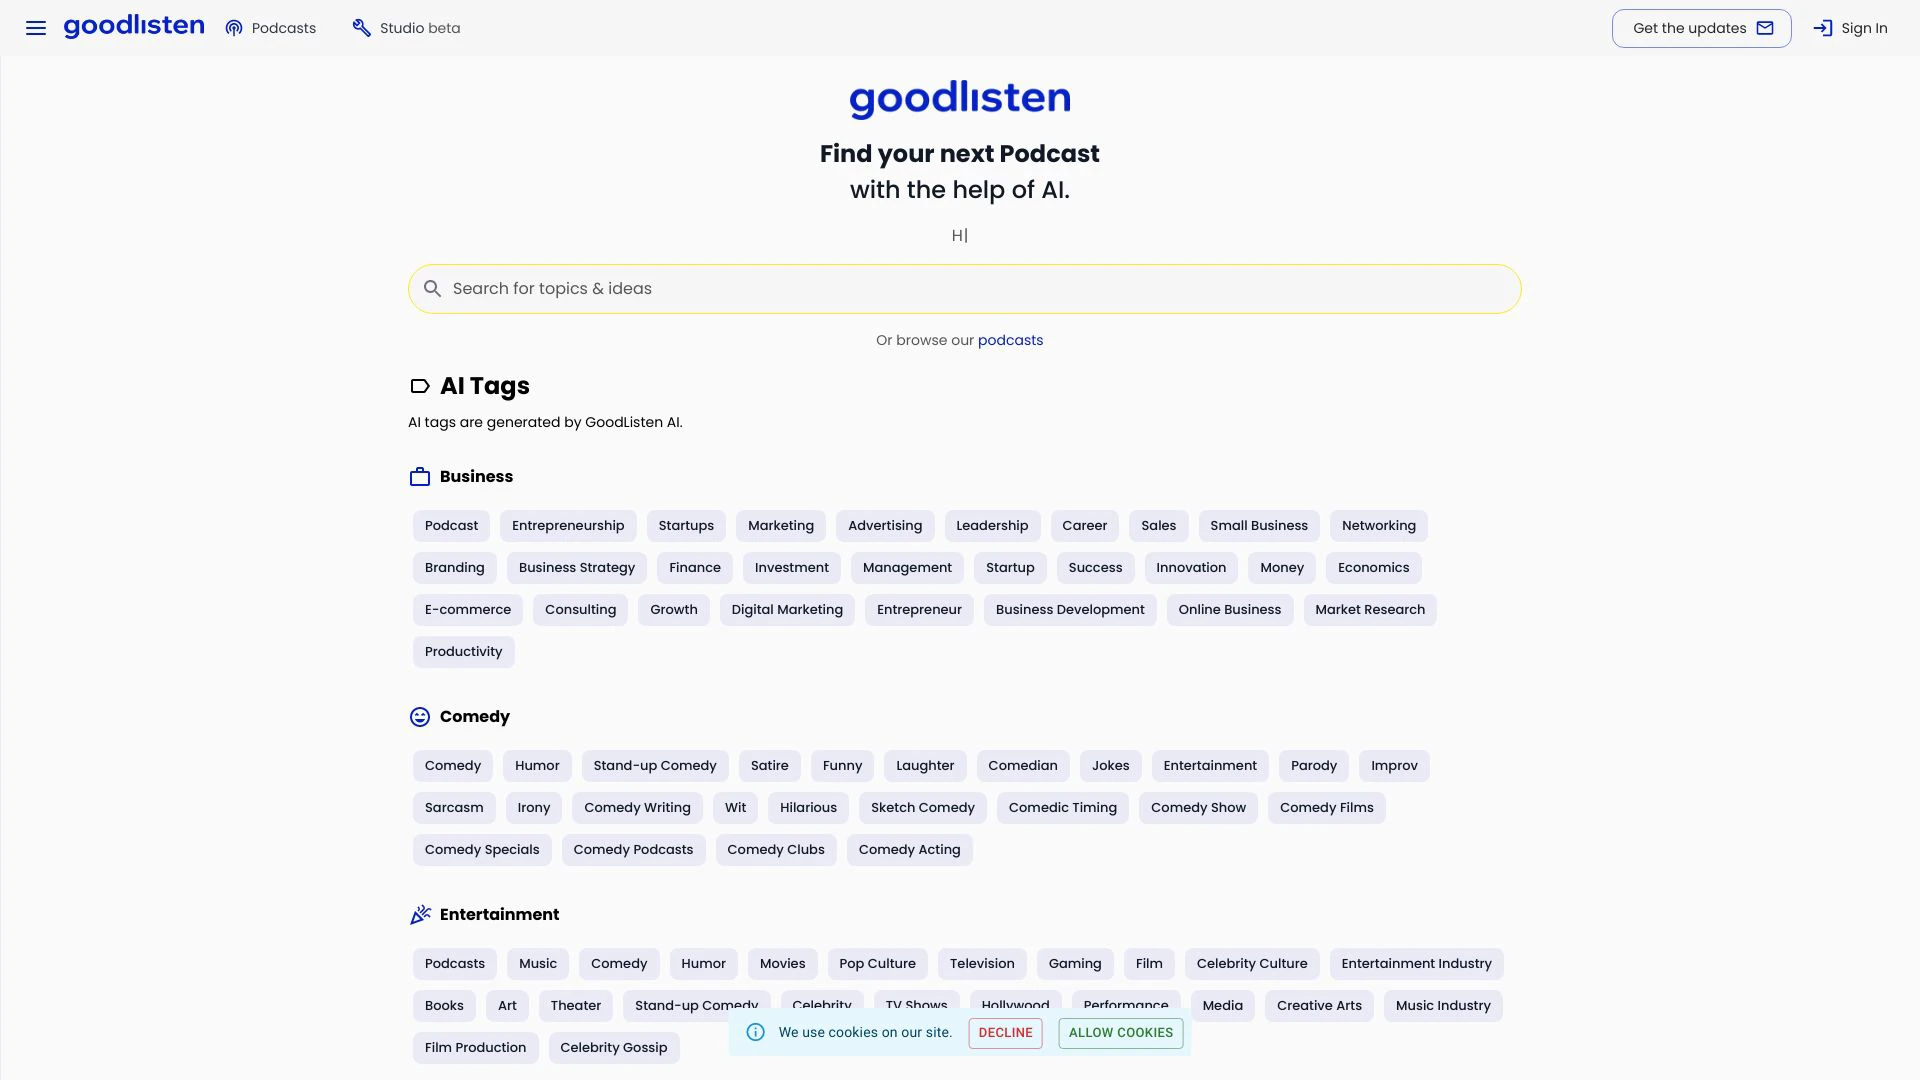 goodlısten
Podcasts
Studio beta
Get the updates
Sign In
goodlısten
Find your next Podcast
with the help of AI.
H|
Search for topics & ideas
Or browse our podcasts
AI Tags
AI tags are generated by GoodListen AI.
Business
Podcast Entrepreneurship Startups Marketing Advertising Leadership Career Sales Small Business Networking
Branding Business Strategy Finance Investment Management Startup Success Innovation Money Economics
E-commerce Consulting Growth Digital Marketing Entrepreneur Business Development Online Business Market Research
Productivity
Comedy
Comedy Humor Stand-up Comedy Satire Funny Laughter Comedian Jokes Entertainment Parody Improv
Sarcasm Irony Comedy Writing Wit Hilarious Sketch Comedy Comedic Timing Comedy Show Comedy Films
Comedy Specials Comedy Podcasts Comedy Clubs Comedy Acting
Entertainment
Podcasts Music Comedy Humor Movies Pop Culture Television Gaming Film Celebrity Culture Entertainment Industry
Books Art Theater Stand-up Comedy Celebrity TV Shows Hollywood Performance Media Creative Arts Music Industry
Film Production Celebrity Gossip
We use cookies on our site. DECLINE ALLOW COOKIES